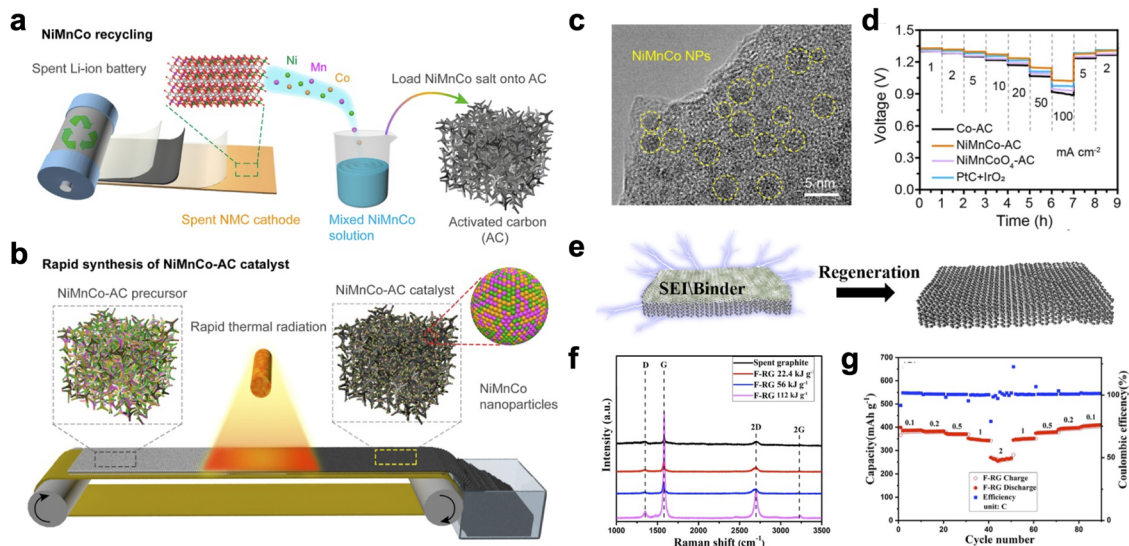 a
NiMnCo recycling
Spent Li-ion battery
Ni
Mn
Co
Load NiMnCo salt onto AC
Spent NMC cathode
Mixed NiMnCo
solution
Activated carbon
(AC)
b
Rapid synthesis of NiMnCo-AC catalyst
NiMnCo-AC precursor
Rapid thermal radiation
NiMnCo-AC catalyst
NiMnCo
nanoparticles
c
NiMnCo NPs
5 nm
d
Voltage (V)
1.5
1.2
0.9
0.6
0.3
0.0
1
2
5
10
20
50
100
5
2
mA cm⁻²
Co-AC
NiMnCo-AC
NiMnCoO₄-AC
PtC+IrO₂
0 1 2 3 4 5 6 7 8 9
Time (h)
e
SEI\Binder
Regeneration
f
D
G
2D
2G
Spent graphite
F-RG 22.4 kJ g⁻¹
F-RG 56 kJ g⁻¹
F-RG 112 kJ g⁻¹
Intensity (a.u.)
1000 1500 2000 2500 3000 3500
Raman shift (cm⁻¹)
g
Capacity(mAh g⁻¹)
700
600
500
400
300
200
100
0
0.1 0.2 0.5 1 2 1 0.5 0.2 0.1
F-RG Charge
F-RG Discharge
Efficiency
unit: C
100
50
0
Coulombic efficency(%)
0 20 40 60 80
Cycle number